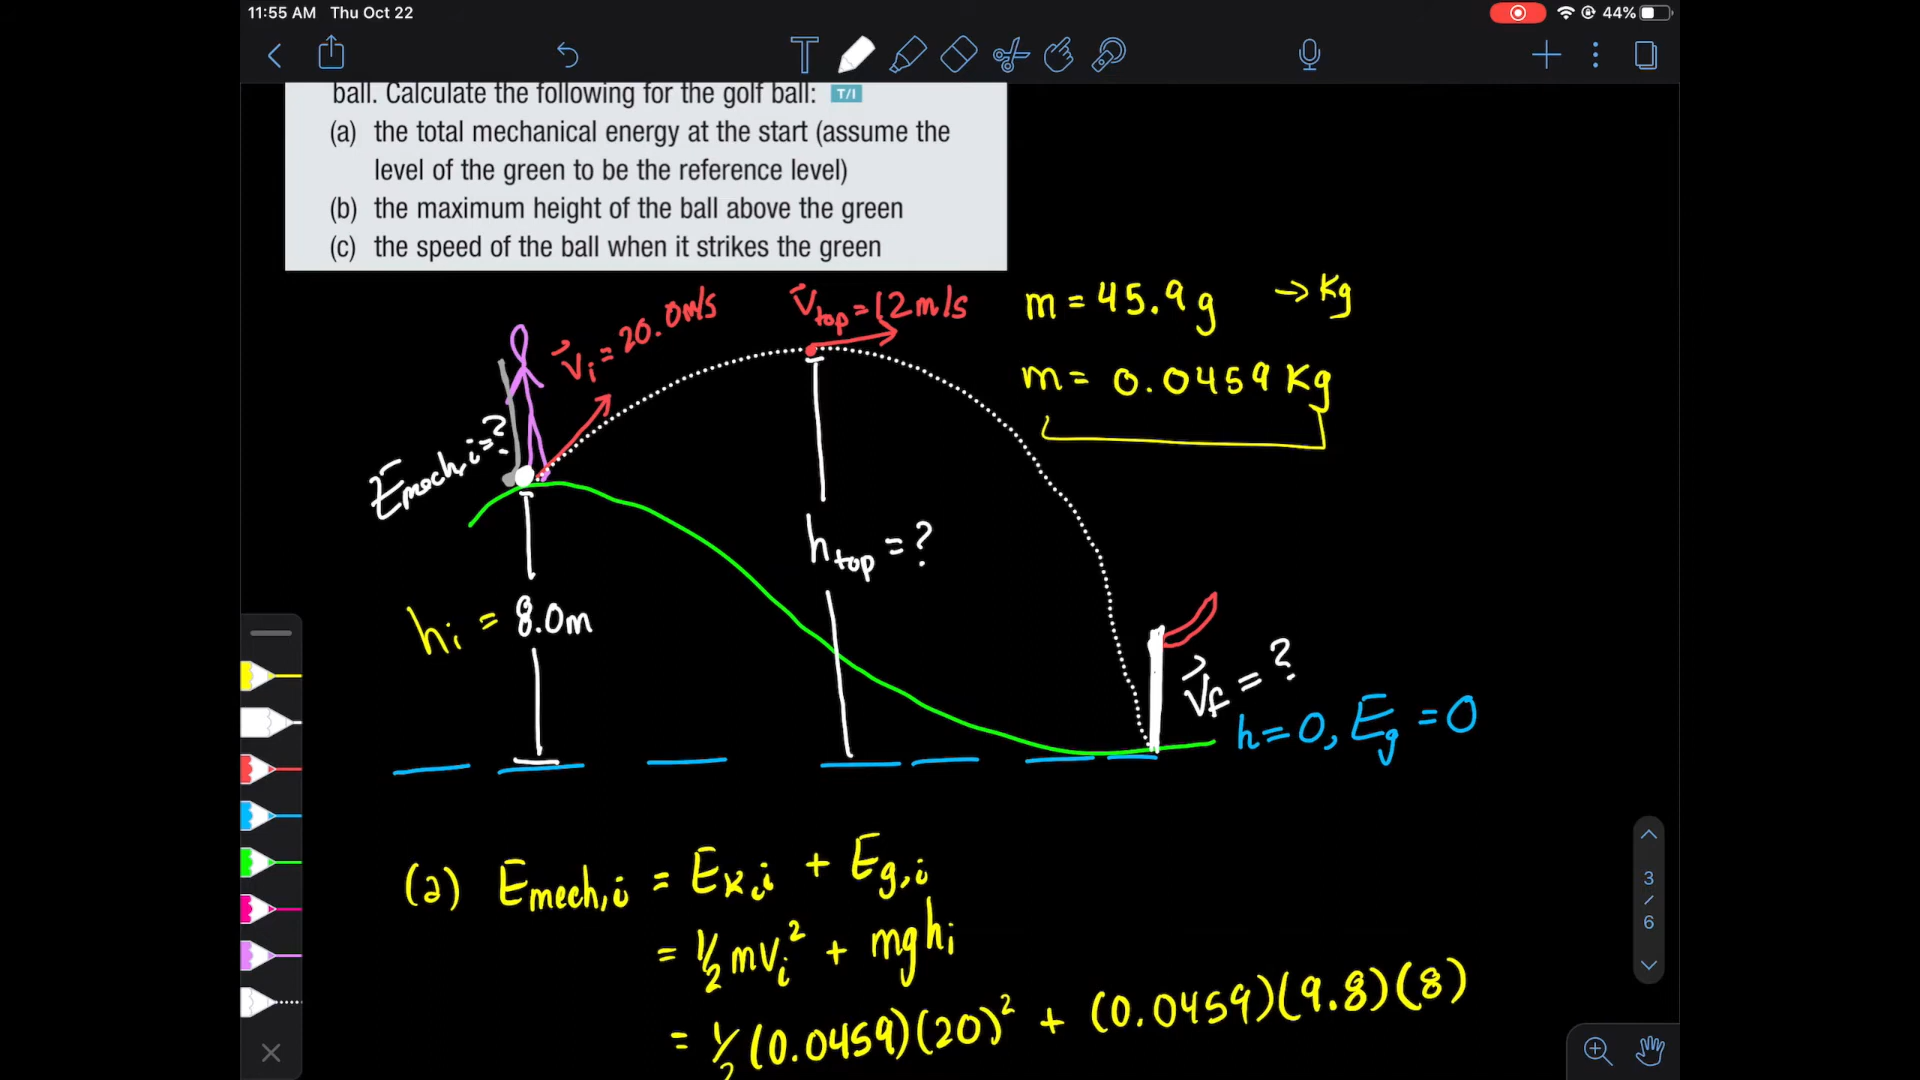 11:55 AM Thu Oct 22
44%
ball. Calculate the following for the golf ball: T/I
(a) the total mechanical energy at the start (assume the
level of the green to be the reference level)
(b) the maximum height of the ball above the green
(c) the speed of the ball when it strikes the green
v⃗i = 20.0m/s
v⃗top = 12 m/s
m = 45.9 g → Kg
m = 0.0459 Kg
Emech,i = ?
htop = ?
hi = 8.0m
v⃗f = ?
h = 0, Eg = 0
(a) Emech,i = Ek,i + Eg,i
= 1/2 mvi² + mghi
= 1/2 (0.0459)(20)² + (0.0459)(9.8)(8)
3
/
6
T